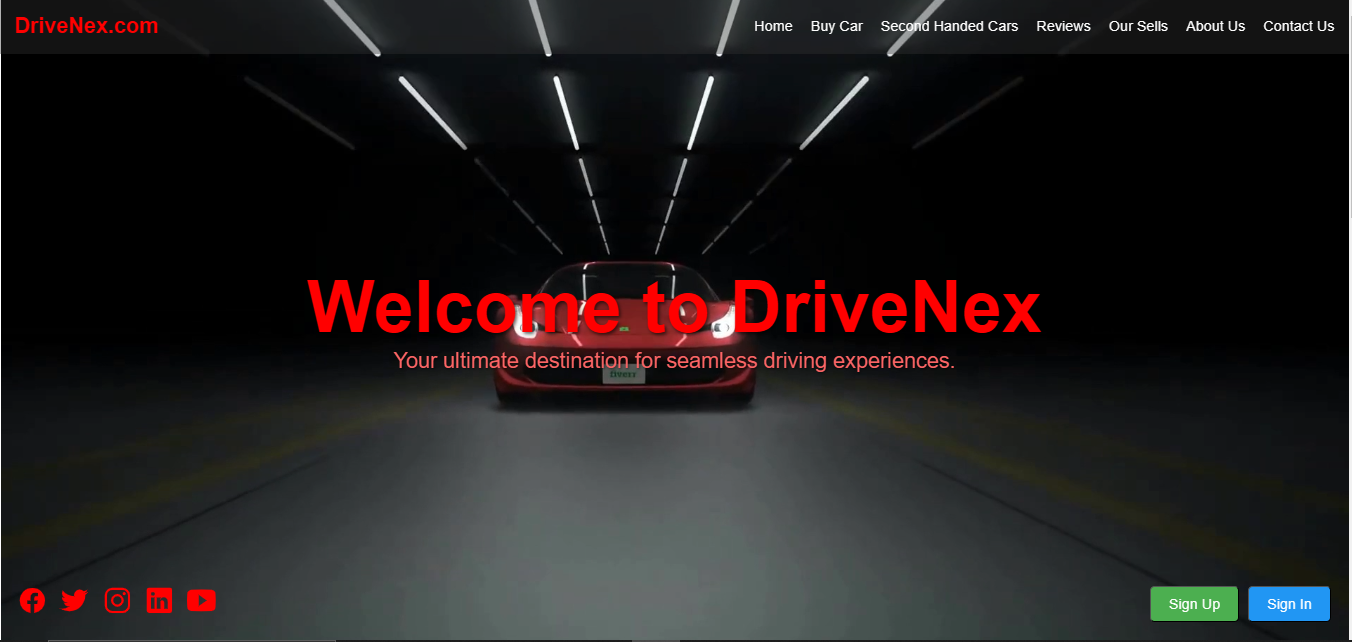 DriveNex.com
Home Buy Car Second Handed Cars Reviews Our Sells About Us Contact Us
Welcome to DriveNex
Your ultimate destination for seamless driving experiences.
Sign Up Sign In